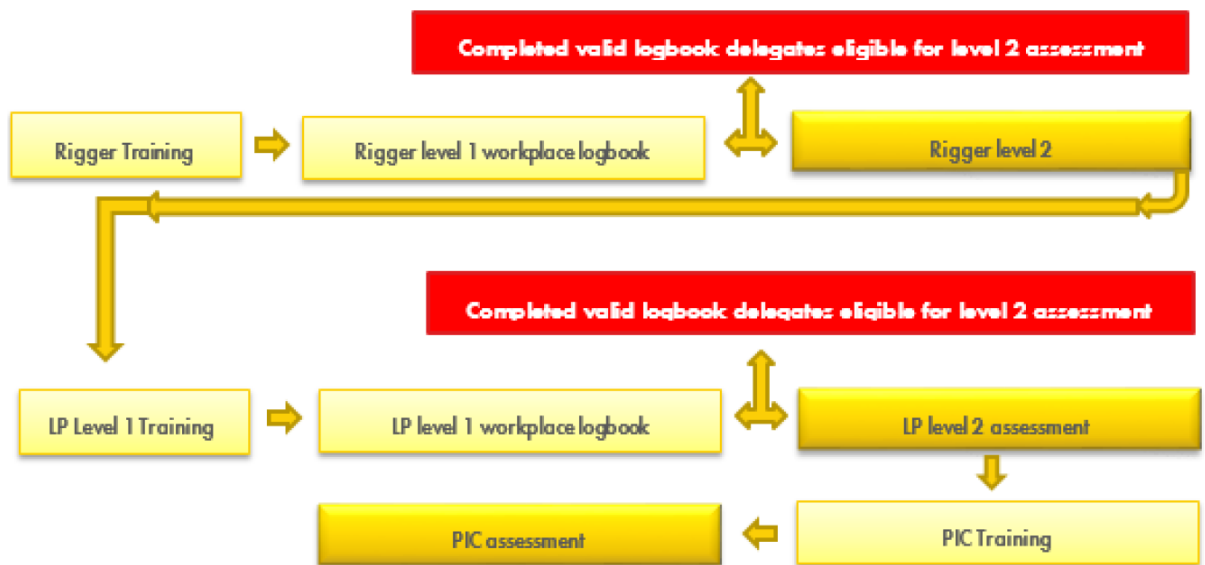 Completed valid logbook delegates eligible for level 2 assessment
Rigger Training
Rigger level 1 workplace logbook
Rigger level 2
Completed valid logbook delegates eligible for level 2 assessment
LP Level 1 Training
LP level 1 workplace logbook
LP level 2 assessment
PIC assessment
PIC Training